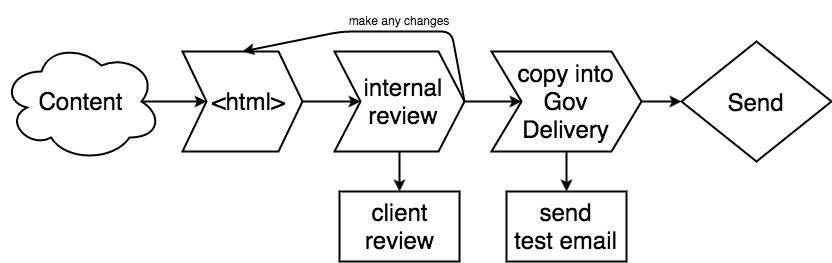 make any changes
Content
<html>
internal
review
copy into
Gov
Delivery
Send
client
review
send
test email